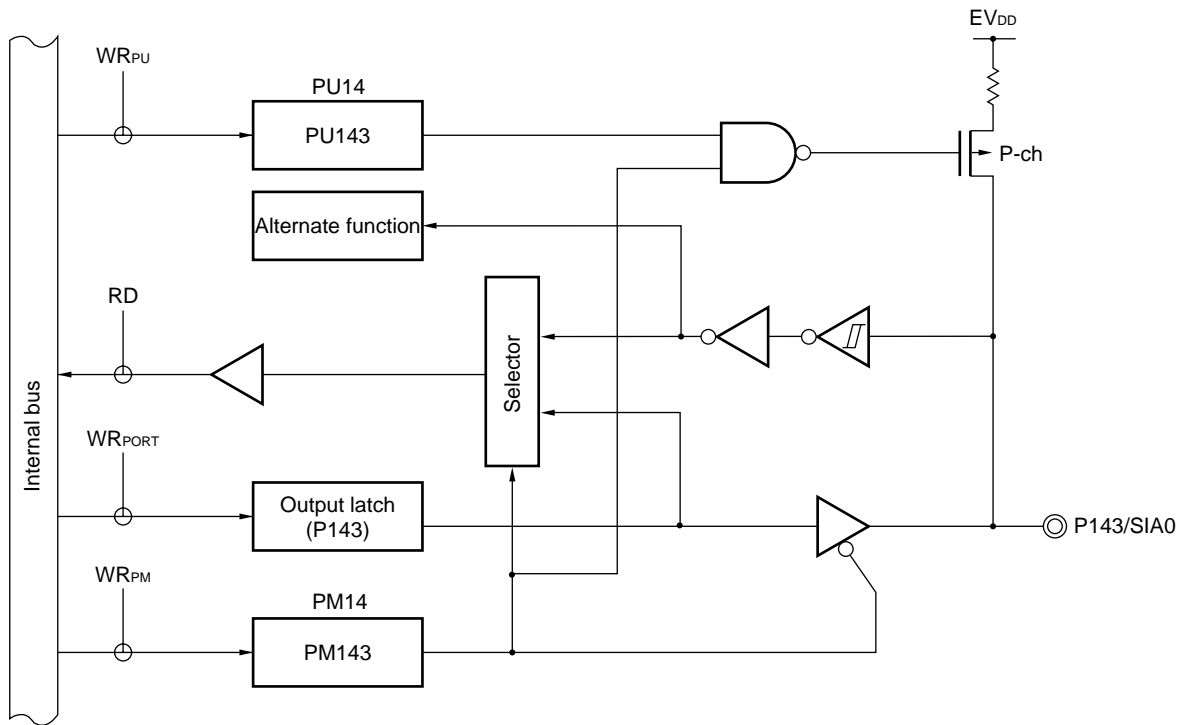 EVDD
WRPU
PU14
PU143
P-ch
Alternate function
RD
Selector
Internal bus
WRPORT
Output latch
(P143)
P143/SIA0
WRPM
PM14
PM143